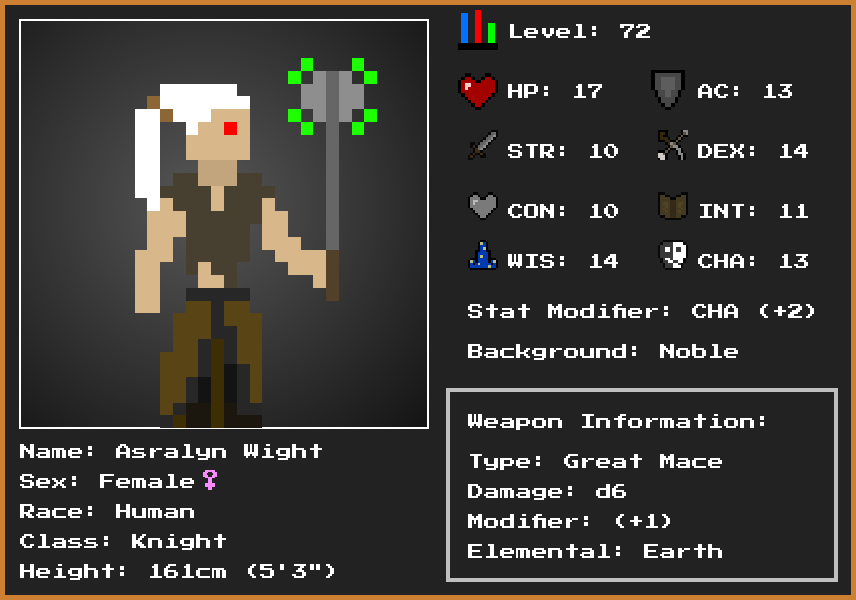 Level: 72
HP: 17
AC: 13
STR: 10
DEX: 14
CON: 10
INT: 11
WIS: 14
CHA: 13
Stat Modifier: CHA (+2)
Background: Noble
Weapon Information:
Type: Great Mace
Damage: d6
Modifier: (+1)
Elemental: Earth
Name: Asralyn Wight
Sex: Female♀
Race: Human
Class: Knight
Height: 161cm (5'3")